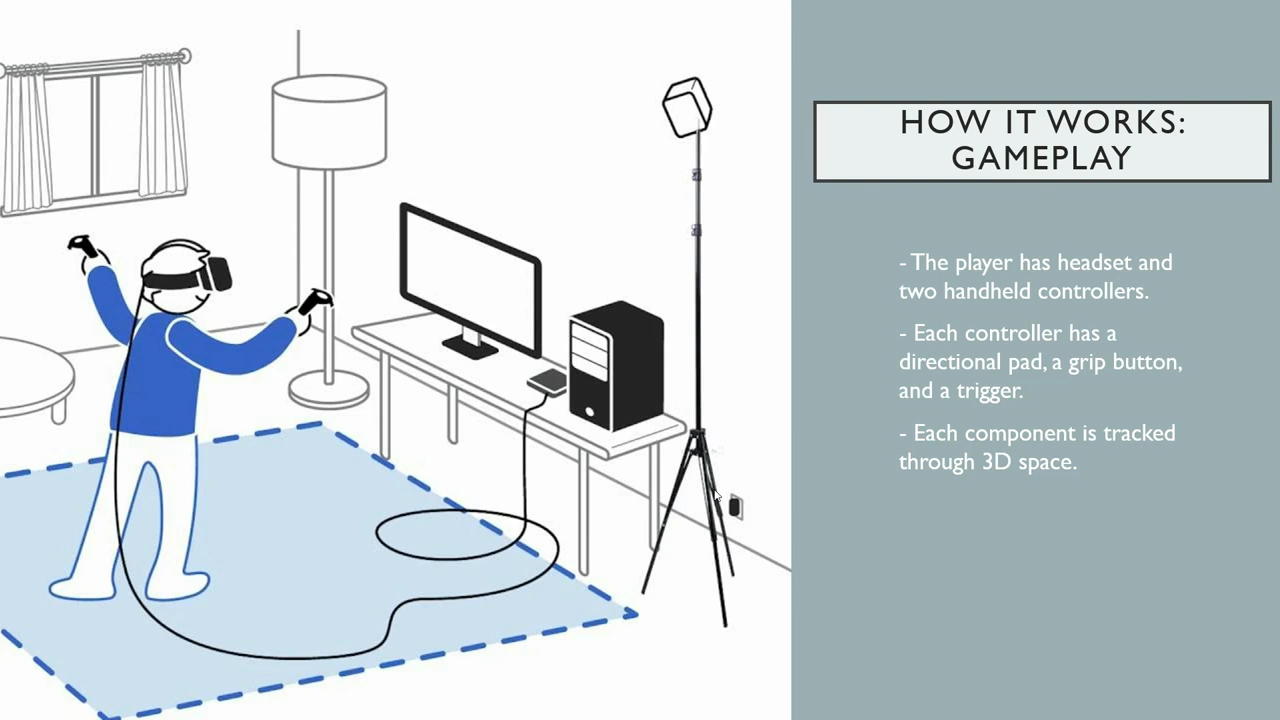 HOW IT WORKS:
GAMEPLAY
- The player has headset and
two handheld controllers.
- Each controller has a
directional pad, a grip button,
and a trigger.
- Each component is tracked
through 3D space.